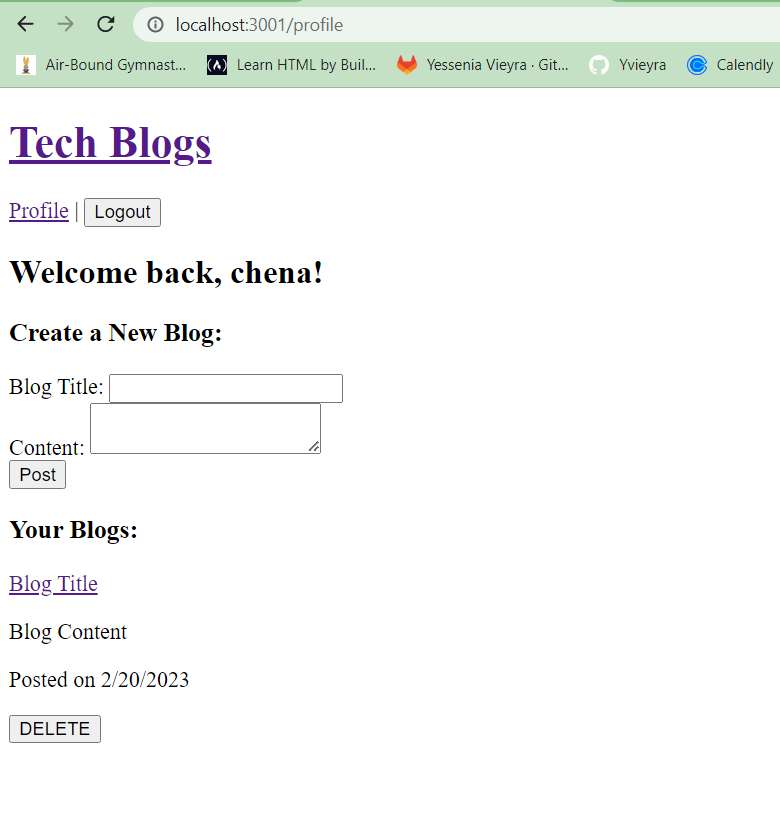 localhost:3001/profile
Air-Bound Gymnast... Learn HTML by Buil... Yessenia Vieyra · Git... Yvieyra Calendly
Tech Blogs
Profile | Logout
Welcome back, chena!
Create a New Blog:
Blog Title:
Content:
Post
Your Blogs:
Blog Title
Blog Content
Posted on 2/20/2023
DELETE